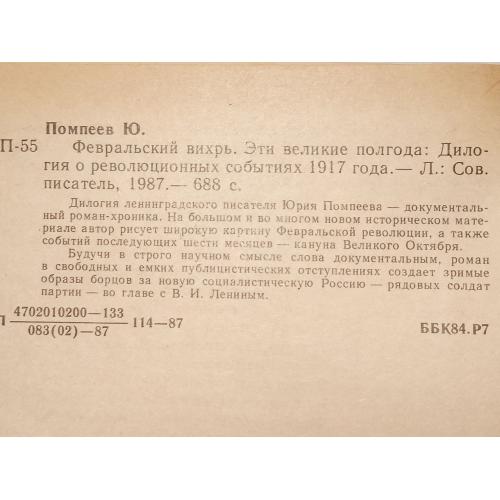 Помпеев Ю.
П-55 Февральский вихрь. Эти великие полгода: Дило-
гия о революционных событиях 1917 года.— Л.: Сов.
писатель, 1987.— 688 с.
Дилогия ленинградского писателя Юрия Помпеева — документаль-
ный роман-хроника. На большом и во многом новом историческом мате-
риале автор рисует широкую картину Февральской революции, а также
событий последующих шести месяцев — кануна Великого Октября.
Будучи в строго научном смысле слова документальным, роман
в свободных и емких публицистических отступлениях создает зримые
образы борцов за новую социалистическую Россию — рядовых солдат
партии — во главе с В. И. Лениным.
4702010200—133
П 114—87
083(02)—87
ББК84.Р7